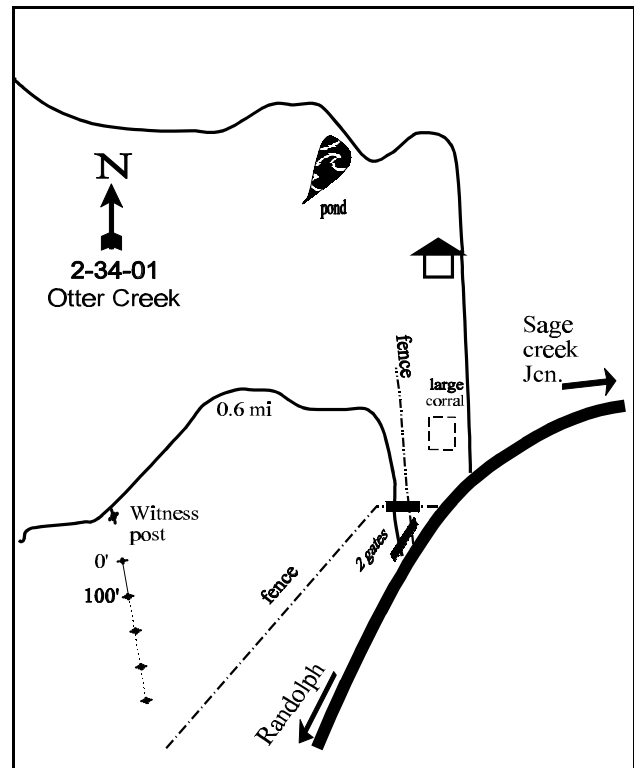 pond
N
2-34-01
Otter Creek
Sage
creek
Jcn.
fence
large
corral
0.6 mi
Witness
post
2 gates
0'
100'
fence
Randolph